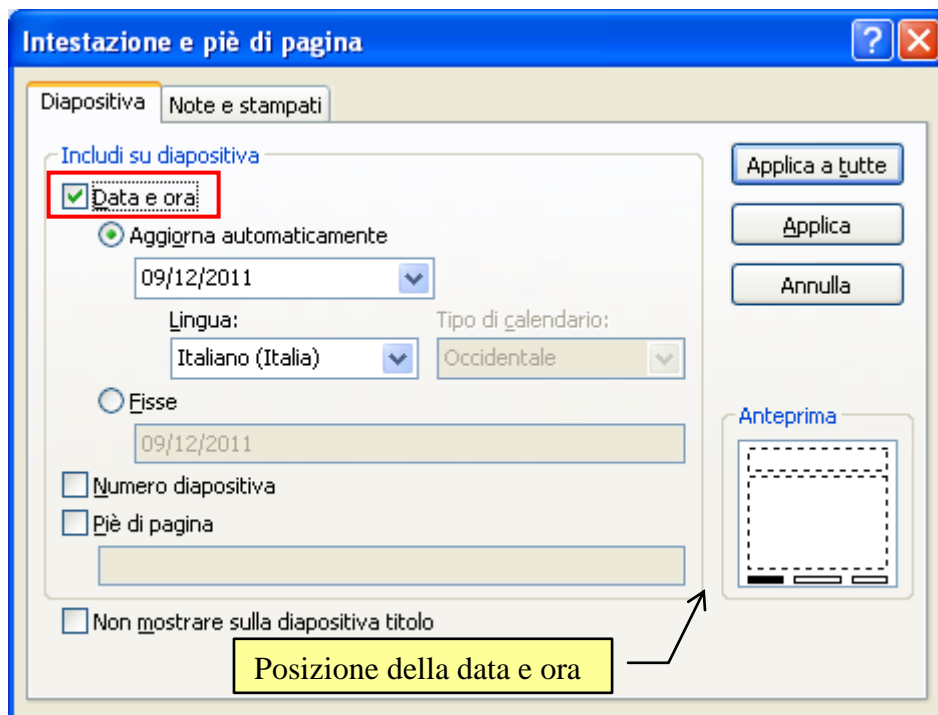 Intestazione e piè di pagina
Diapositiva
Note e stampati
Includi su diapositiva
Data e ora
Aggiorna automaticamente
09/12/2011
Lingua:
Tipo di calendario:
Italiano (Italia)
Occidentale
Fisse
09/12/2011
Numero diapositiva
Piè di pagina
Non mostrare sulla diapositiva titolo
Applica a tutte
Applica
Annulla
Anteprima
Posizione della data e ora